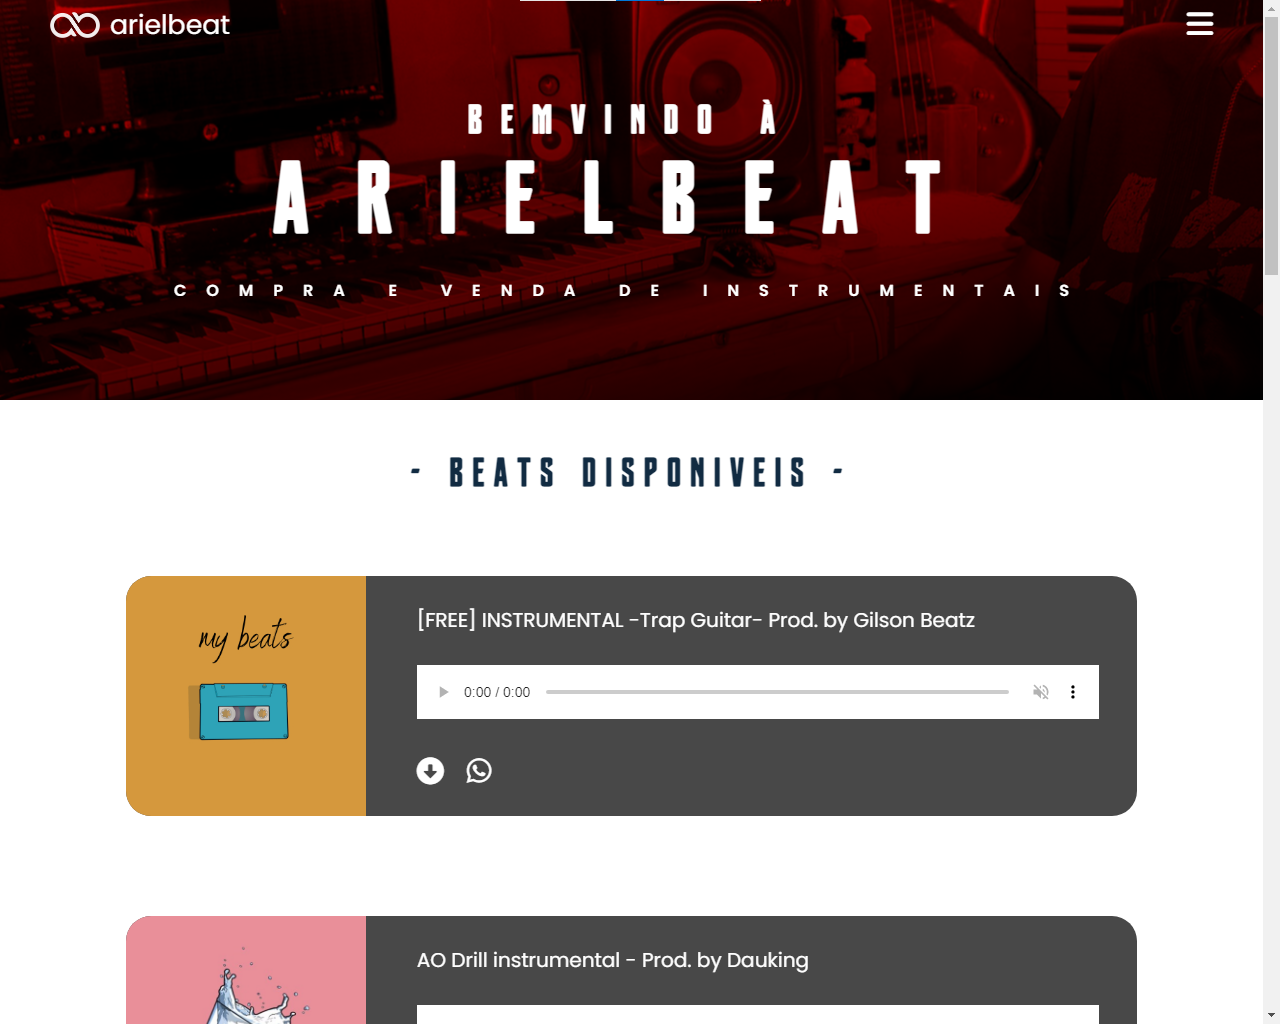 arielbeat
BEMVINDO À
ARIELBEAT
COMPRA E VENDA DE INSTRUMENTAIS
- BEATS DISPONIVEIS -
my beats
[FREE] INSTRUMENTAL -Trap Guitar- Prod. by Gilson Beatz
0:00 / 0:00
AO Drill instrumental - Prod. by Dauking